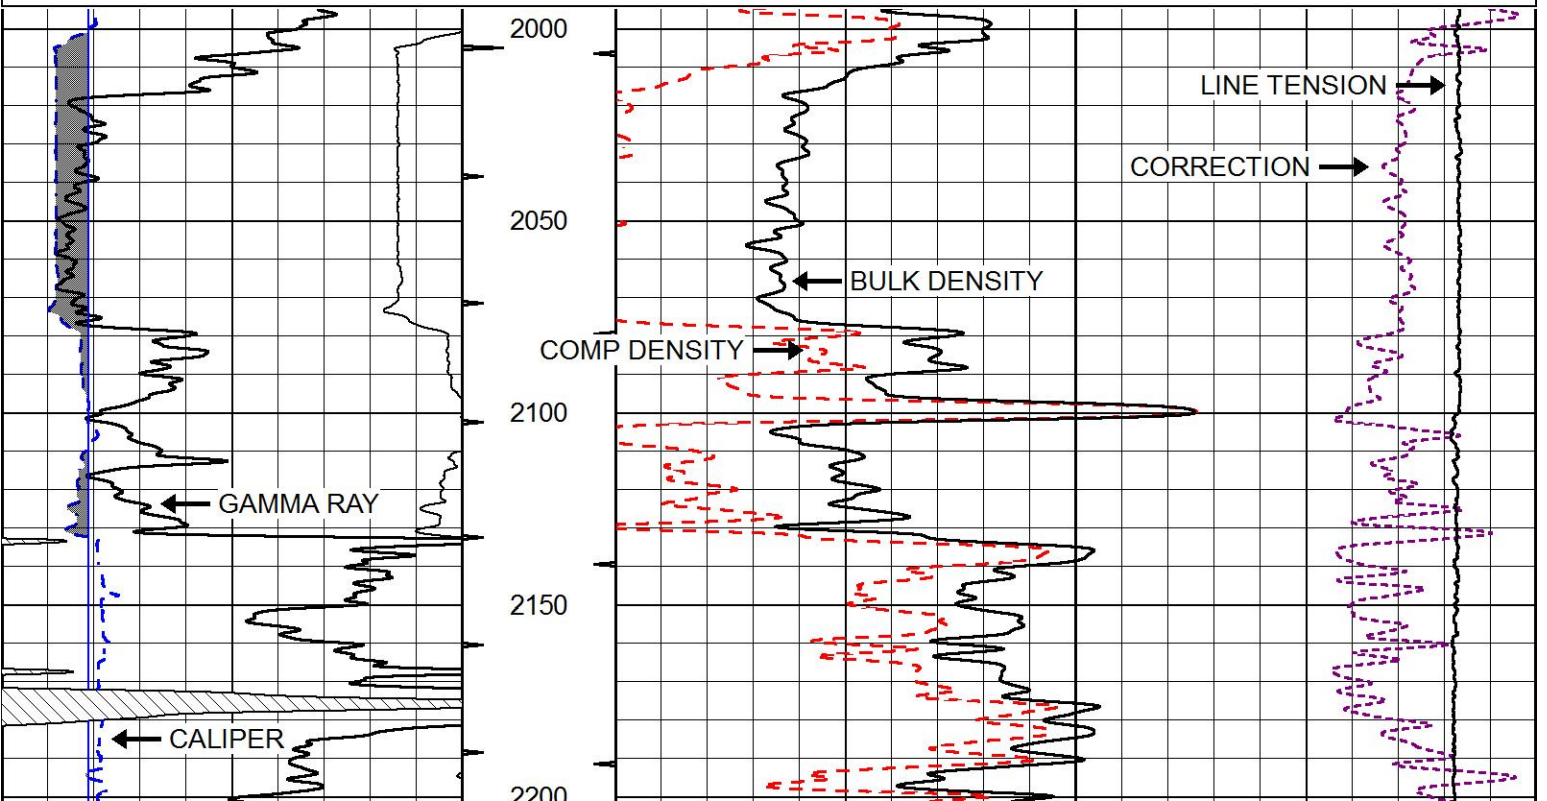 2000
LINE TENSION
CORRECTION
2050
BULK DENSITY
COMP DENSITY
2100
GAMMA RAY
2150
CALIPER
2200